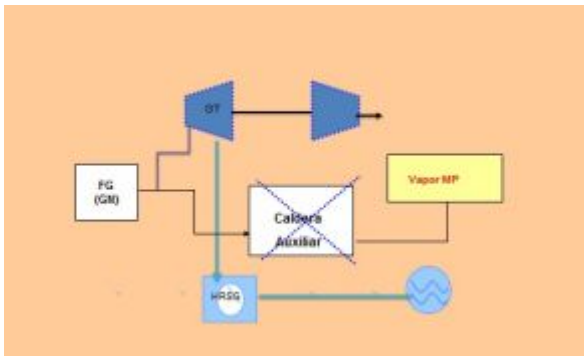 GT
FG
(GN)
Vapor MP
Caldera
Auxiliar
HRSG